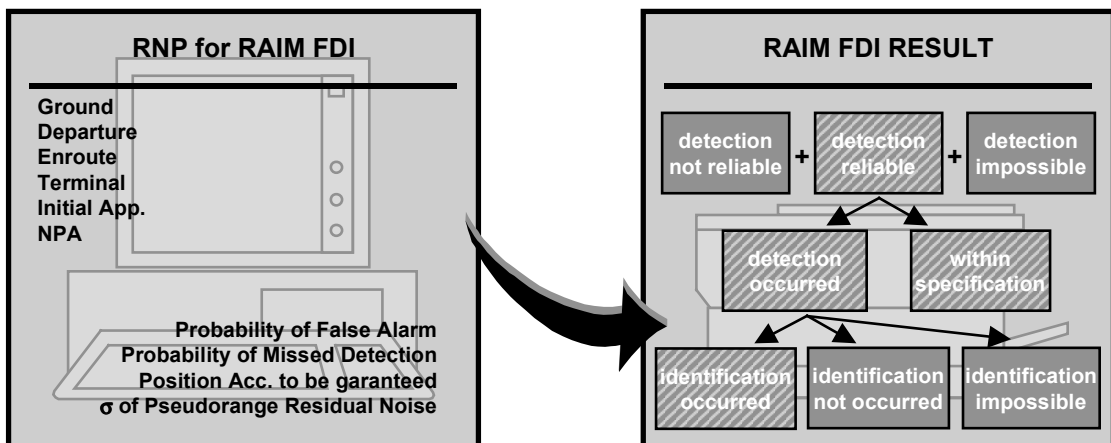 RNP for RAIM FDI
Ground
Departure
Enroute
Terminal
Initial App.
NPA
Probability of False Alarm
Probability of Missed Detection
Position Acc. to be garanteed
σ of Pseudorange Residual Noise
RAIM FDI RESULT
detection
not reliable
+
detection
reliable
+
detection
impossible
detection
occurred
within
specification
identification
occurred
identification
not occurred
identification
impossible